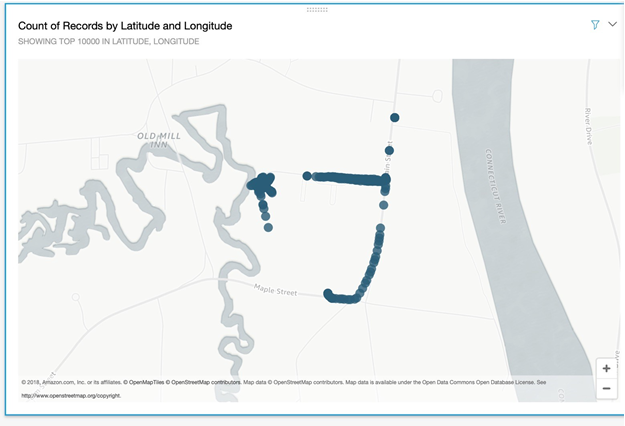 Count of Records by Latitude and Longitude
SHOWING TOP 10000 IN LATITUDE, LONGITUDE
OLD MILL
INN
Street
River Drive
CONNECTICUT RIVER
Maple Street
+
−
© 2018, Amazon.com, Inc. or its affiliates. © OpenMapTiles © OpenStreetMap contributors. Map data © OpenStreetMap contributors. Map data is available under the Open Data Commons Open Database License. See
http://www.openstreetmap.org/copyright.